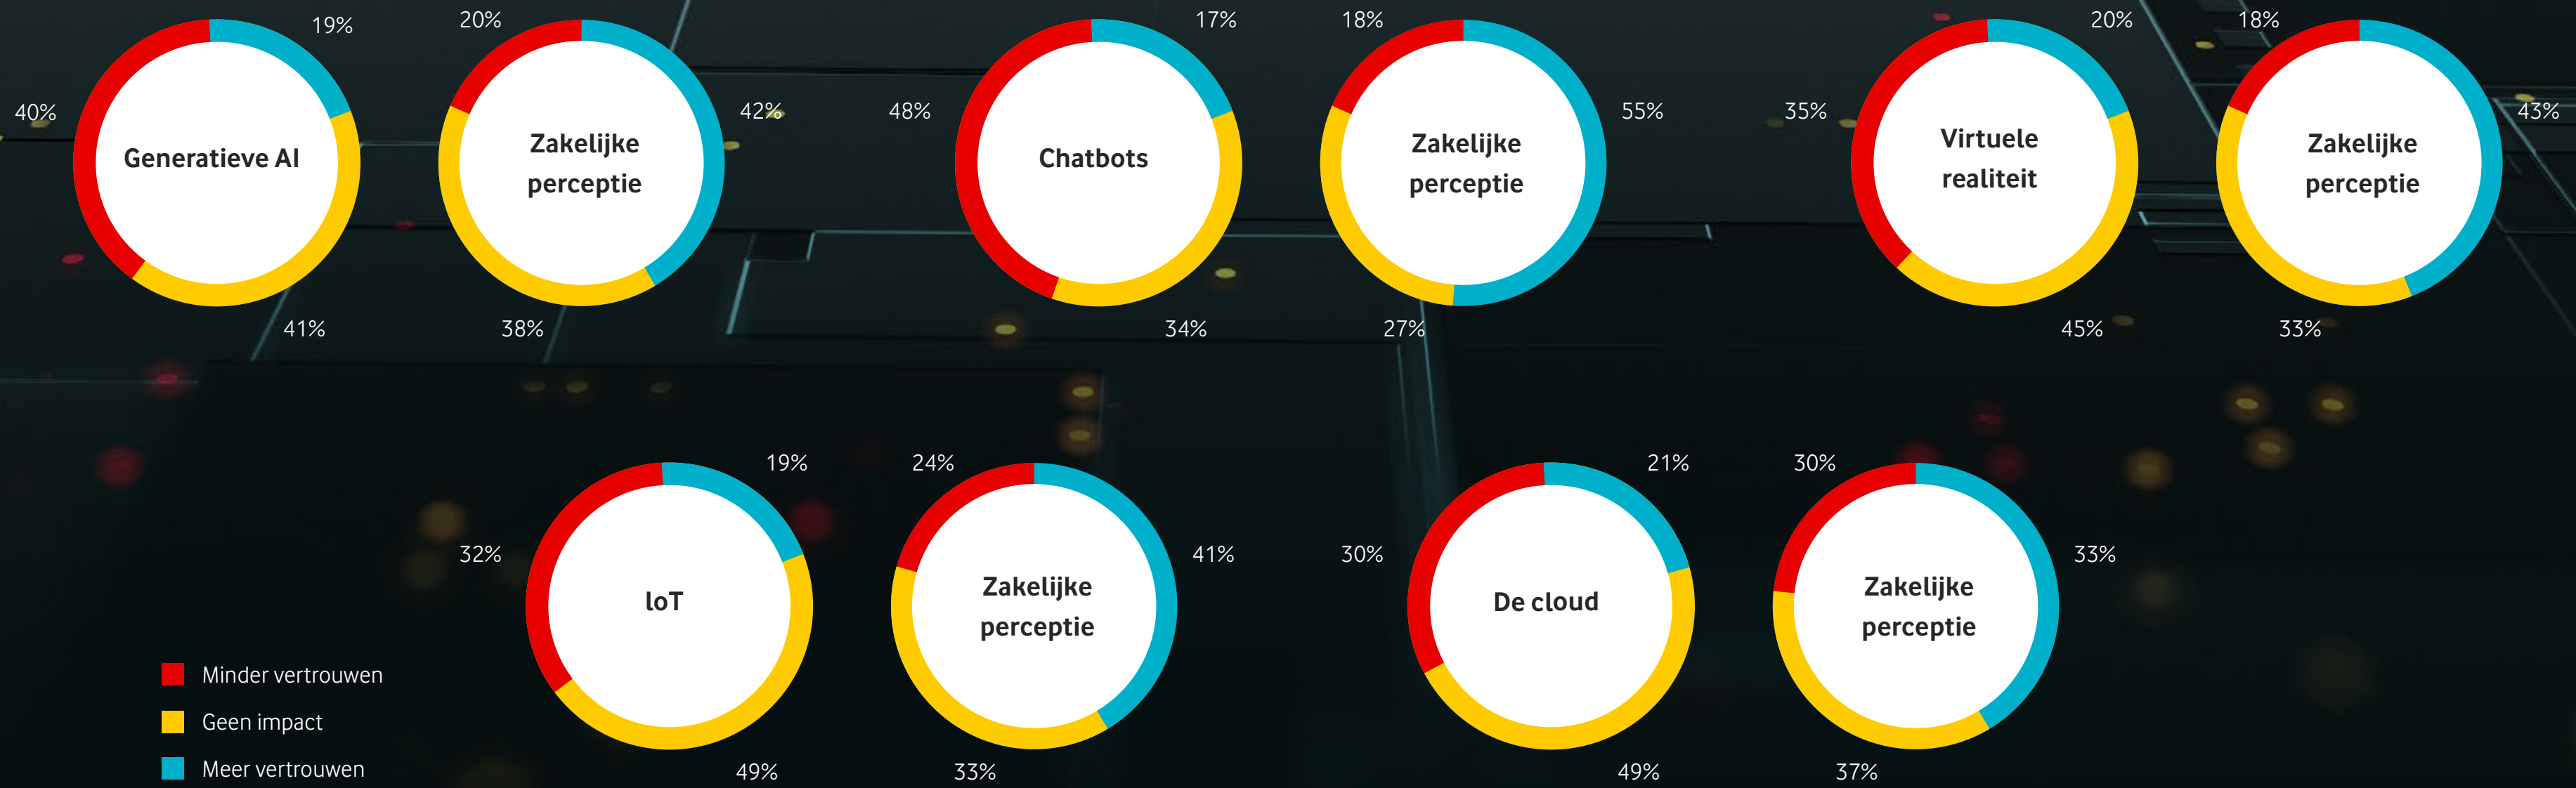 19%
40%
Generatieve AI
41%
20%
42%
Zakelijke
perceptie
38%
17%
48%
Chatbots
34%
18%
55%
Zakelijke
perceptie
27%
20%
35%
Virtuele
realiteit
45%
18%
43%
Zakelijke
perceptie
33%
19%
32%
IoT
49%
24%
41%
Zakelijke
perceptie
33%
21%
30%
De cloud
49%
30%
33%
Zakelijke
perceptie
37%
Minder vertrouwen
Geen impact
Meer vertrouwen